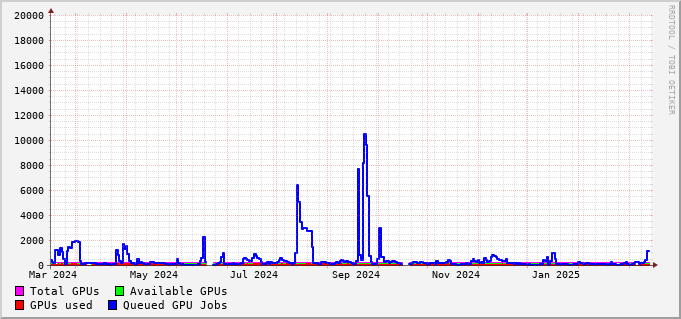 20000
18000
16000
14000
12000
10000
8000
6000
4000
2000
0
Mar 2024 May 2024 Jul 2024 Sep 2024 Nov 2024 Jan 2025
Total GPUs Available GPUs
GPUs used Queued GPU Jobs
RRDTOOL / TOBI OETIKER